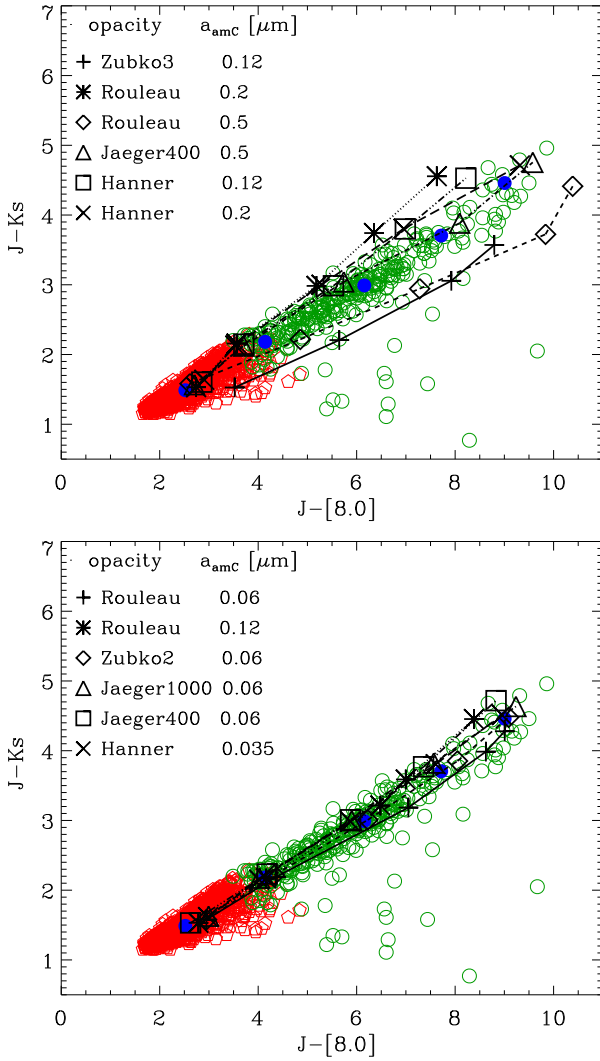 opacity a_amC [μm]
Zubko3 0.12
Rouleau 0.2
Rouleau 0.5
Jaeger400 0.5
Hanner 0.12
Hanner 0.2
7
6
5
4
3
2
1
J-Ks
0 2 4 6 8 10
J-[8.0]
opacity a_amC [μm]
Rouleau 0.06
Rouleau 0.12
Zubko2 0.06
Jaeger1000 0.06
Jaeger400 0.06
Hanner 0.035
7
6
5
4
3
2
1
J-Ks
0 2 4 6 8 10
J-[8.0]